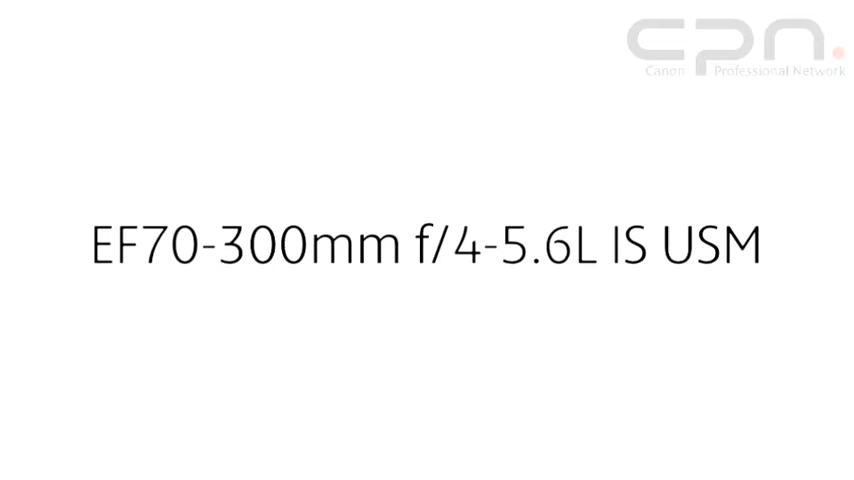 cpn.
Canon Professional Network
EF70-300mm f/4-5.6L IS USM